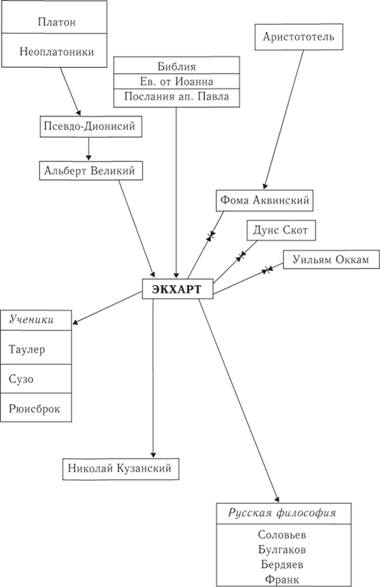 Платон
Неоплатоники
Библия
Ев. от Иоанна
Послания ап. Павла
Аристототель
Псевдо-Дионисий
Альберт Великий
Фома Аквинский
Дунс Скот
Уильям Оккам
ЭКХАРТ
Ученики
Таулер
Сузо
Рюисброк
Николай Кузанский
Русская философия
Соловьев
Булгаков
Бердяев
Франк